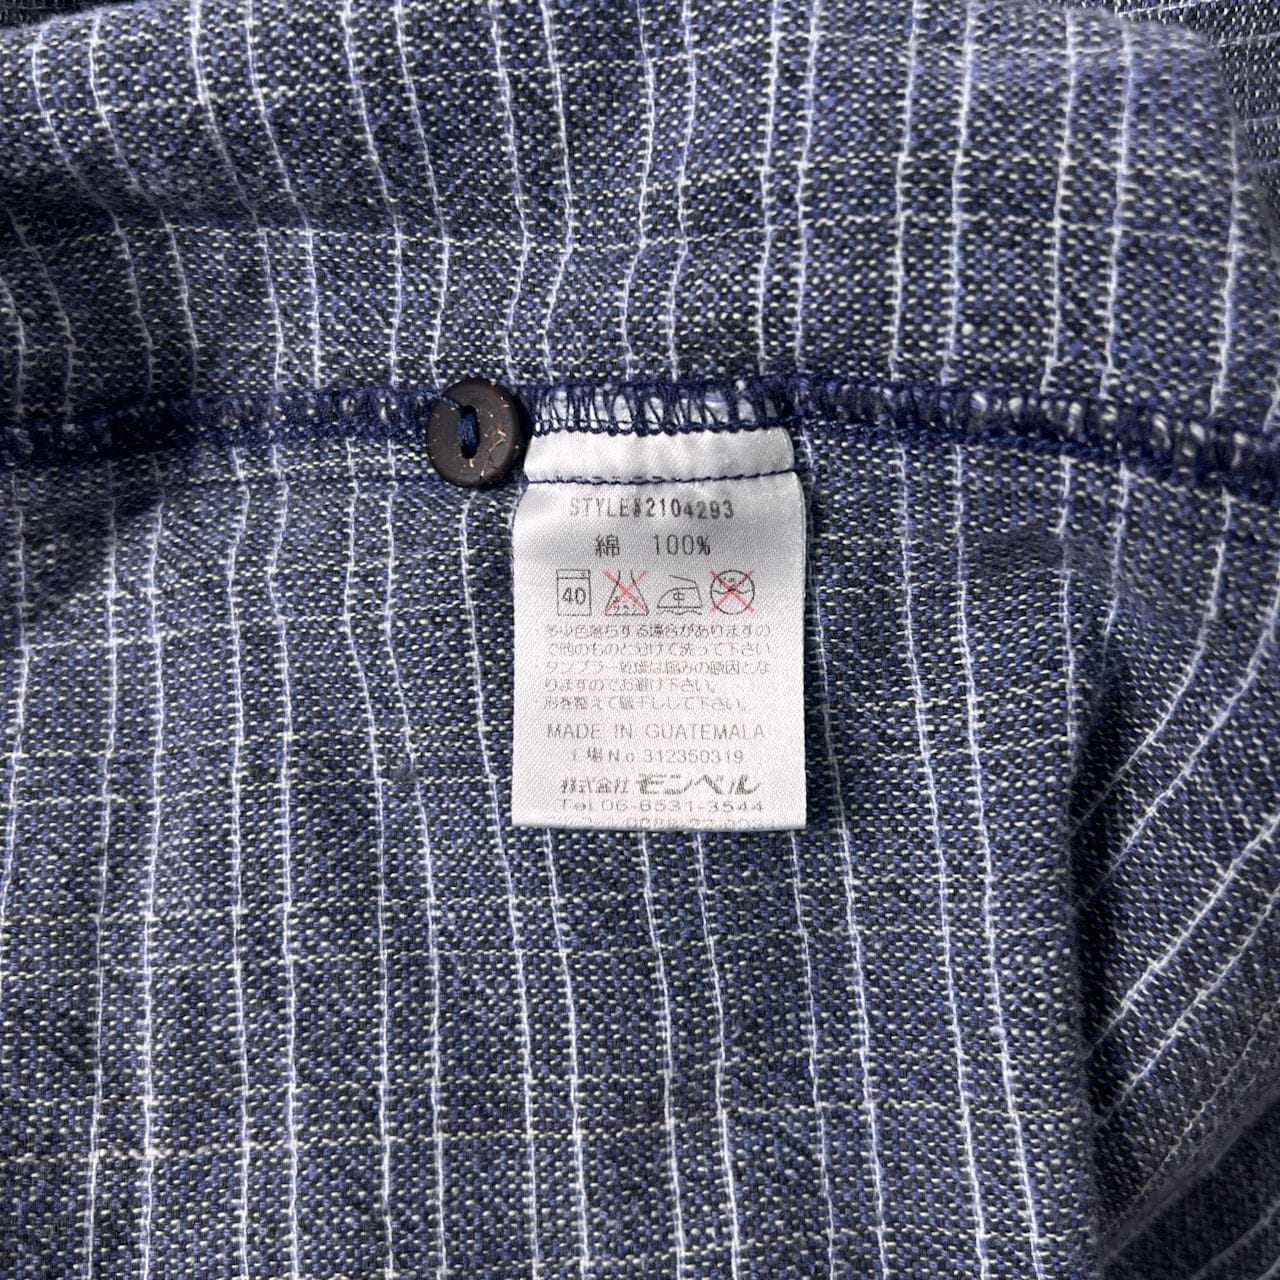 STYLE#2104293
綿 100%
40
多少色落ちする場合がありますの
で他のものと分けて洗って下さい。
・タンブラー乾燥は縮みの原因とな
りますのでお避け下さい。
形を整えて陰干しして下さい。
MADE IN GUATEMALA
工場No 312350319
株式会社 モンベル
Tel 06-6531-3544